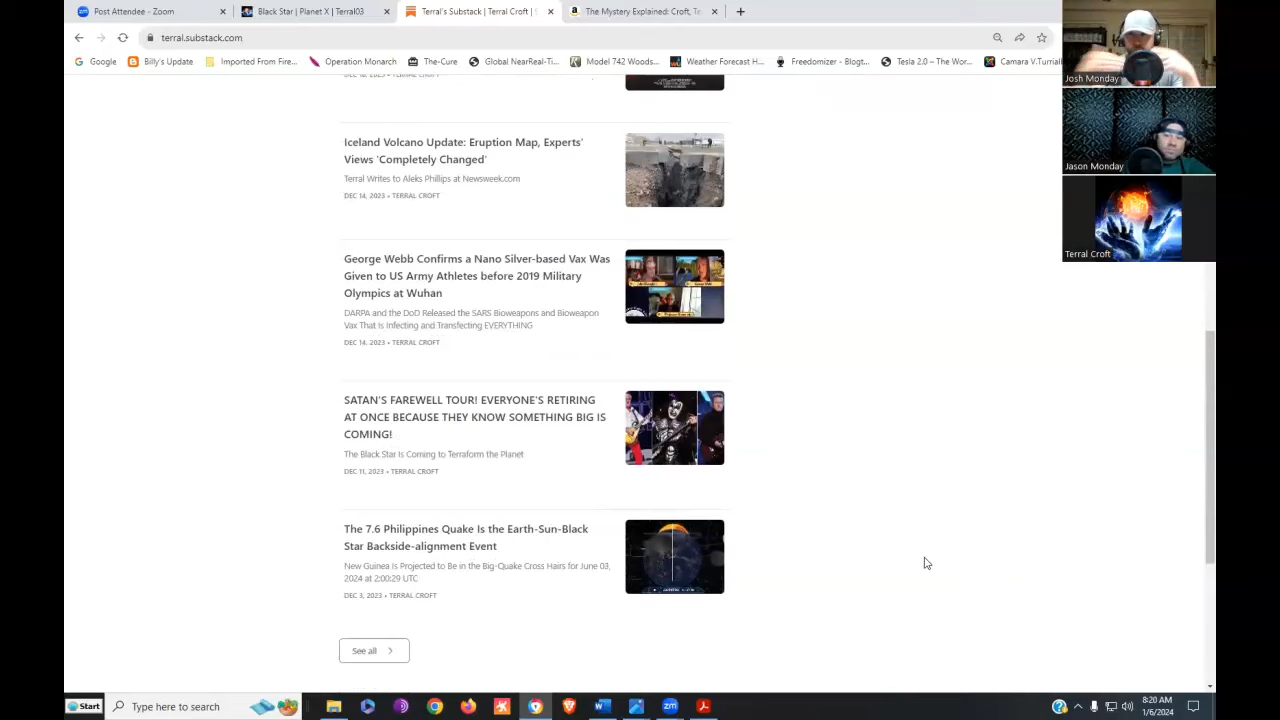 Post Attendee - Zoom
Black Star | Planet X | Terral03
Terral's Substack | Terral Croft | S
The Mystery Explained: Croft, Te
terral.substack.com
Google
Billy's Update
Imported From Fire...
Operation Monarch
The-Cure
Global NearReal-Ti...
Model 742 Woods...
Weather Forecast H...
Freedomizer - Blogt...
Tesla 2.0 – The Wor...
Camara V.Turrial
Josh Monday
Jason Monday
Terral Croft
Iceland Volcano Update: Eruption Map, Experts'
Views 'Completely Changed'
Terral Writes to Aleks Phillips at Newsweek.com
DEC 14, 2023 • TERRAL CROFT
George Webb Confirms a Nano Silver-based Vax Was
Given to US Army Athletes before 2019 Military
Olympics at Wuhan
DARPA and the DoD Released the SARS Bioweapons and Bioweapon
Vax That Is Infecting and Transfecting EVERYTHING
DEC 14, 2023 • TERRAL CROFT
SATAN'S FAREWELL TOUR! EVERYONE'S RETIRING
AT ONCE BECAUSE THEY KNOW SOMETHING BIG IS
COMING!
The Black Star Is Coming to Terraform the Planet
DEC 11, 2023 • TERRAL CROFT
The 7.6 Philippines Quake Is the Earth-Sun-Black
Star Backside-alignment Event
New Guinea Is Projected to Be in the Big-Quake Cross Hairs for June 03,
2024 at 2:00:29 UTC
DEC 3, 2023 • TERRAL CROFT
See all
Start
Type here to search
8:20 AM
1/6/2024